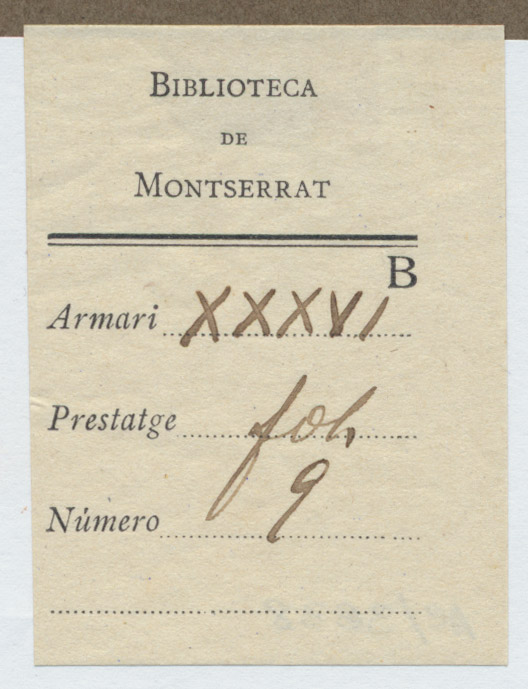 BIBLIOTECA
DE
MONTSERRAT
B
Armari XXXVI
Prestatge fol.
Número 9